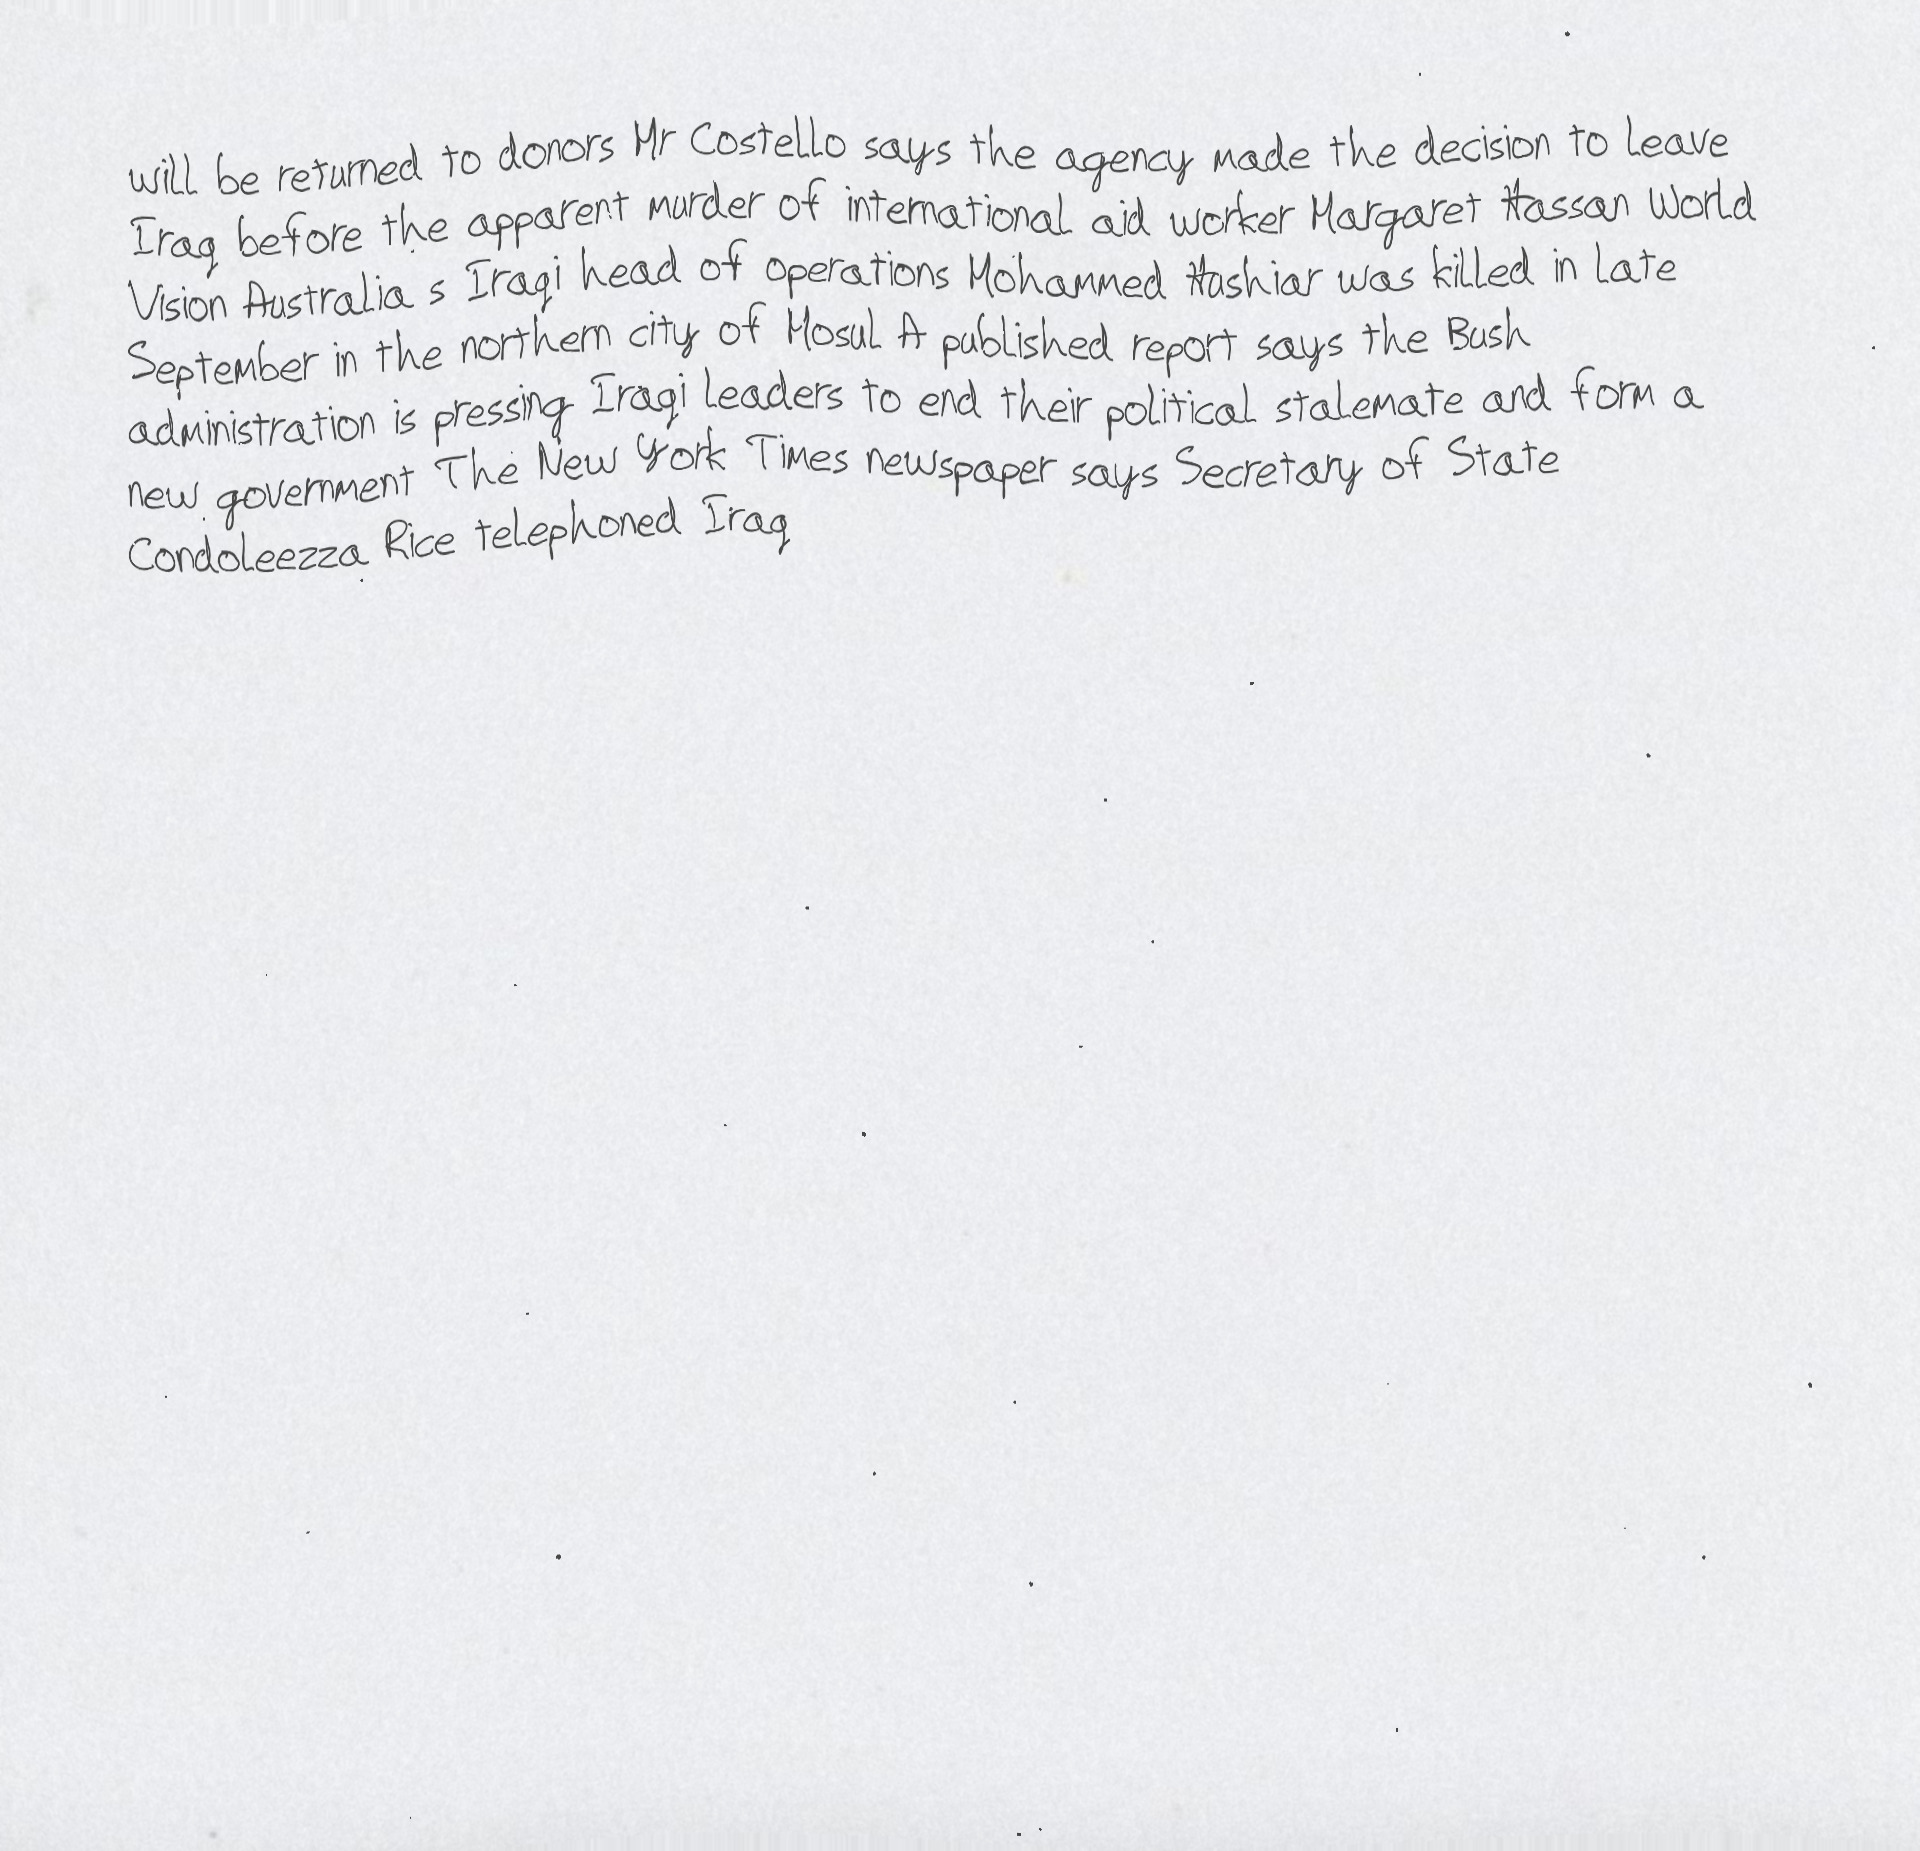 will be returned to donors Mr Costello says the agency made the decision to leave
Iraq before the apparent murder of international aid worker Margaret Hassan World
Vision Australia s Iraqi head of operations Mohammed Hushiar was killed in late
September in the northern city of Mosul A published report says the Bush
administration is pressing Iraqi leaders to end their political stalemate and form a
new government The New York Times newspaper says Secretary of State
Condoleezza Rice telephoned Iraq